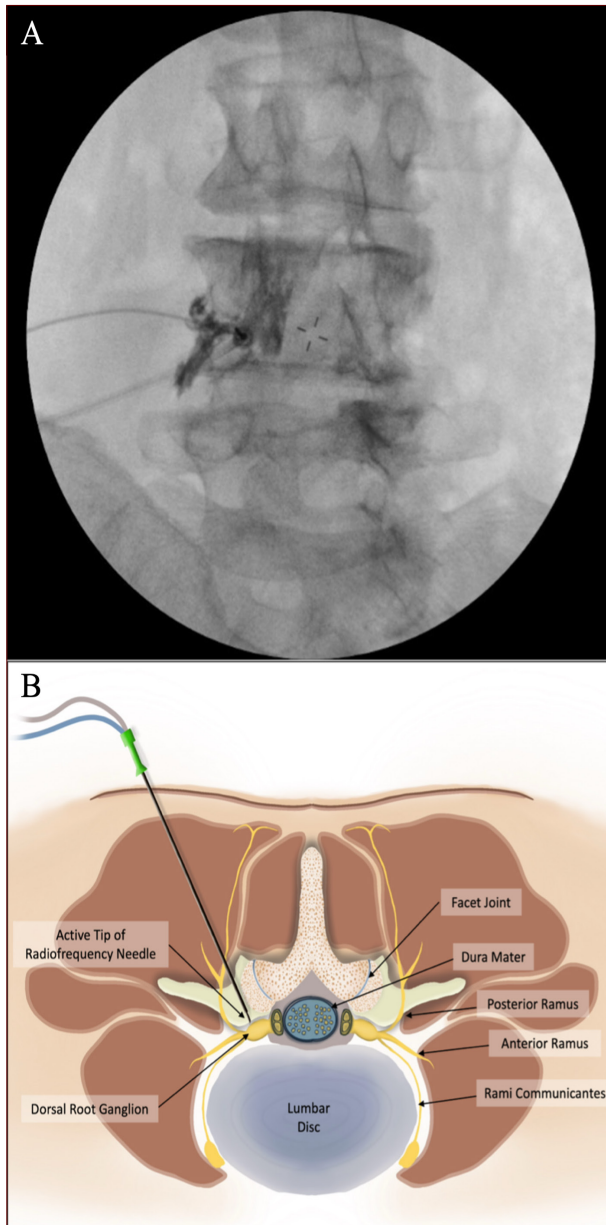 A
B
Active Tip of
Radiofrequency Needle
Facet Joint
Dura Mater
Posterior Ramus
Anterior Ramus
Dorsal Root Ganglion
Lumbar
Disc
Rami Communicantes